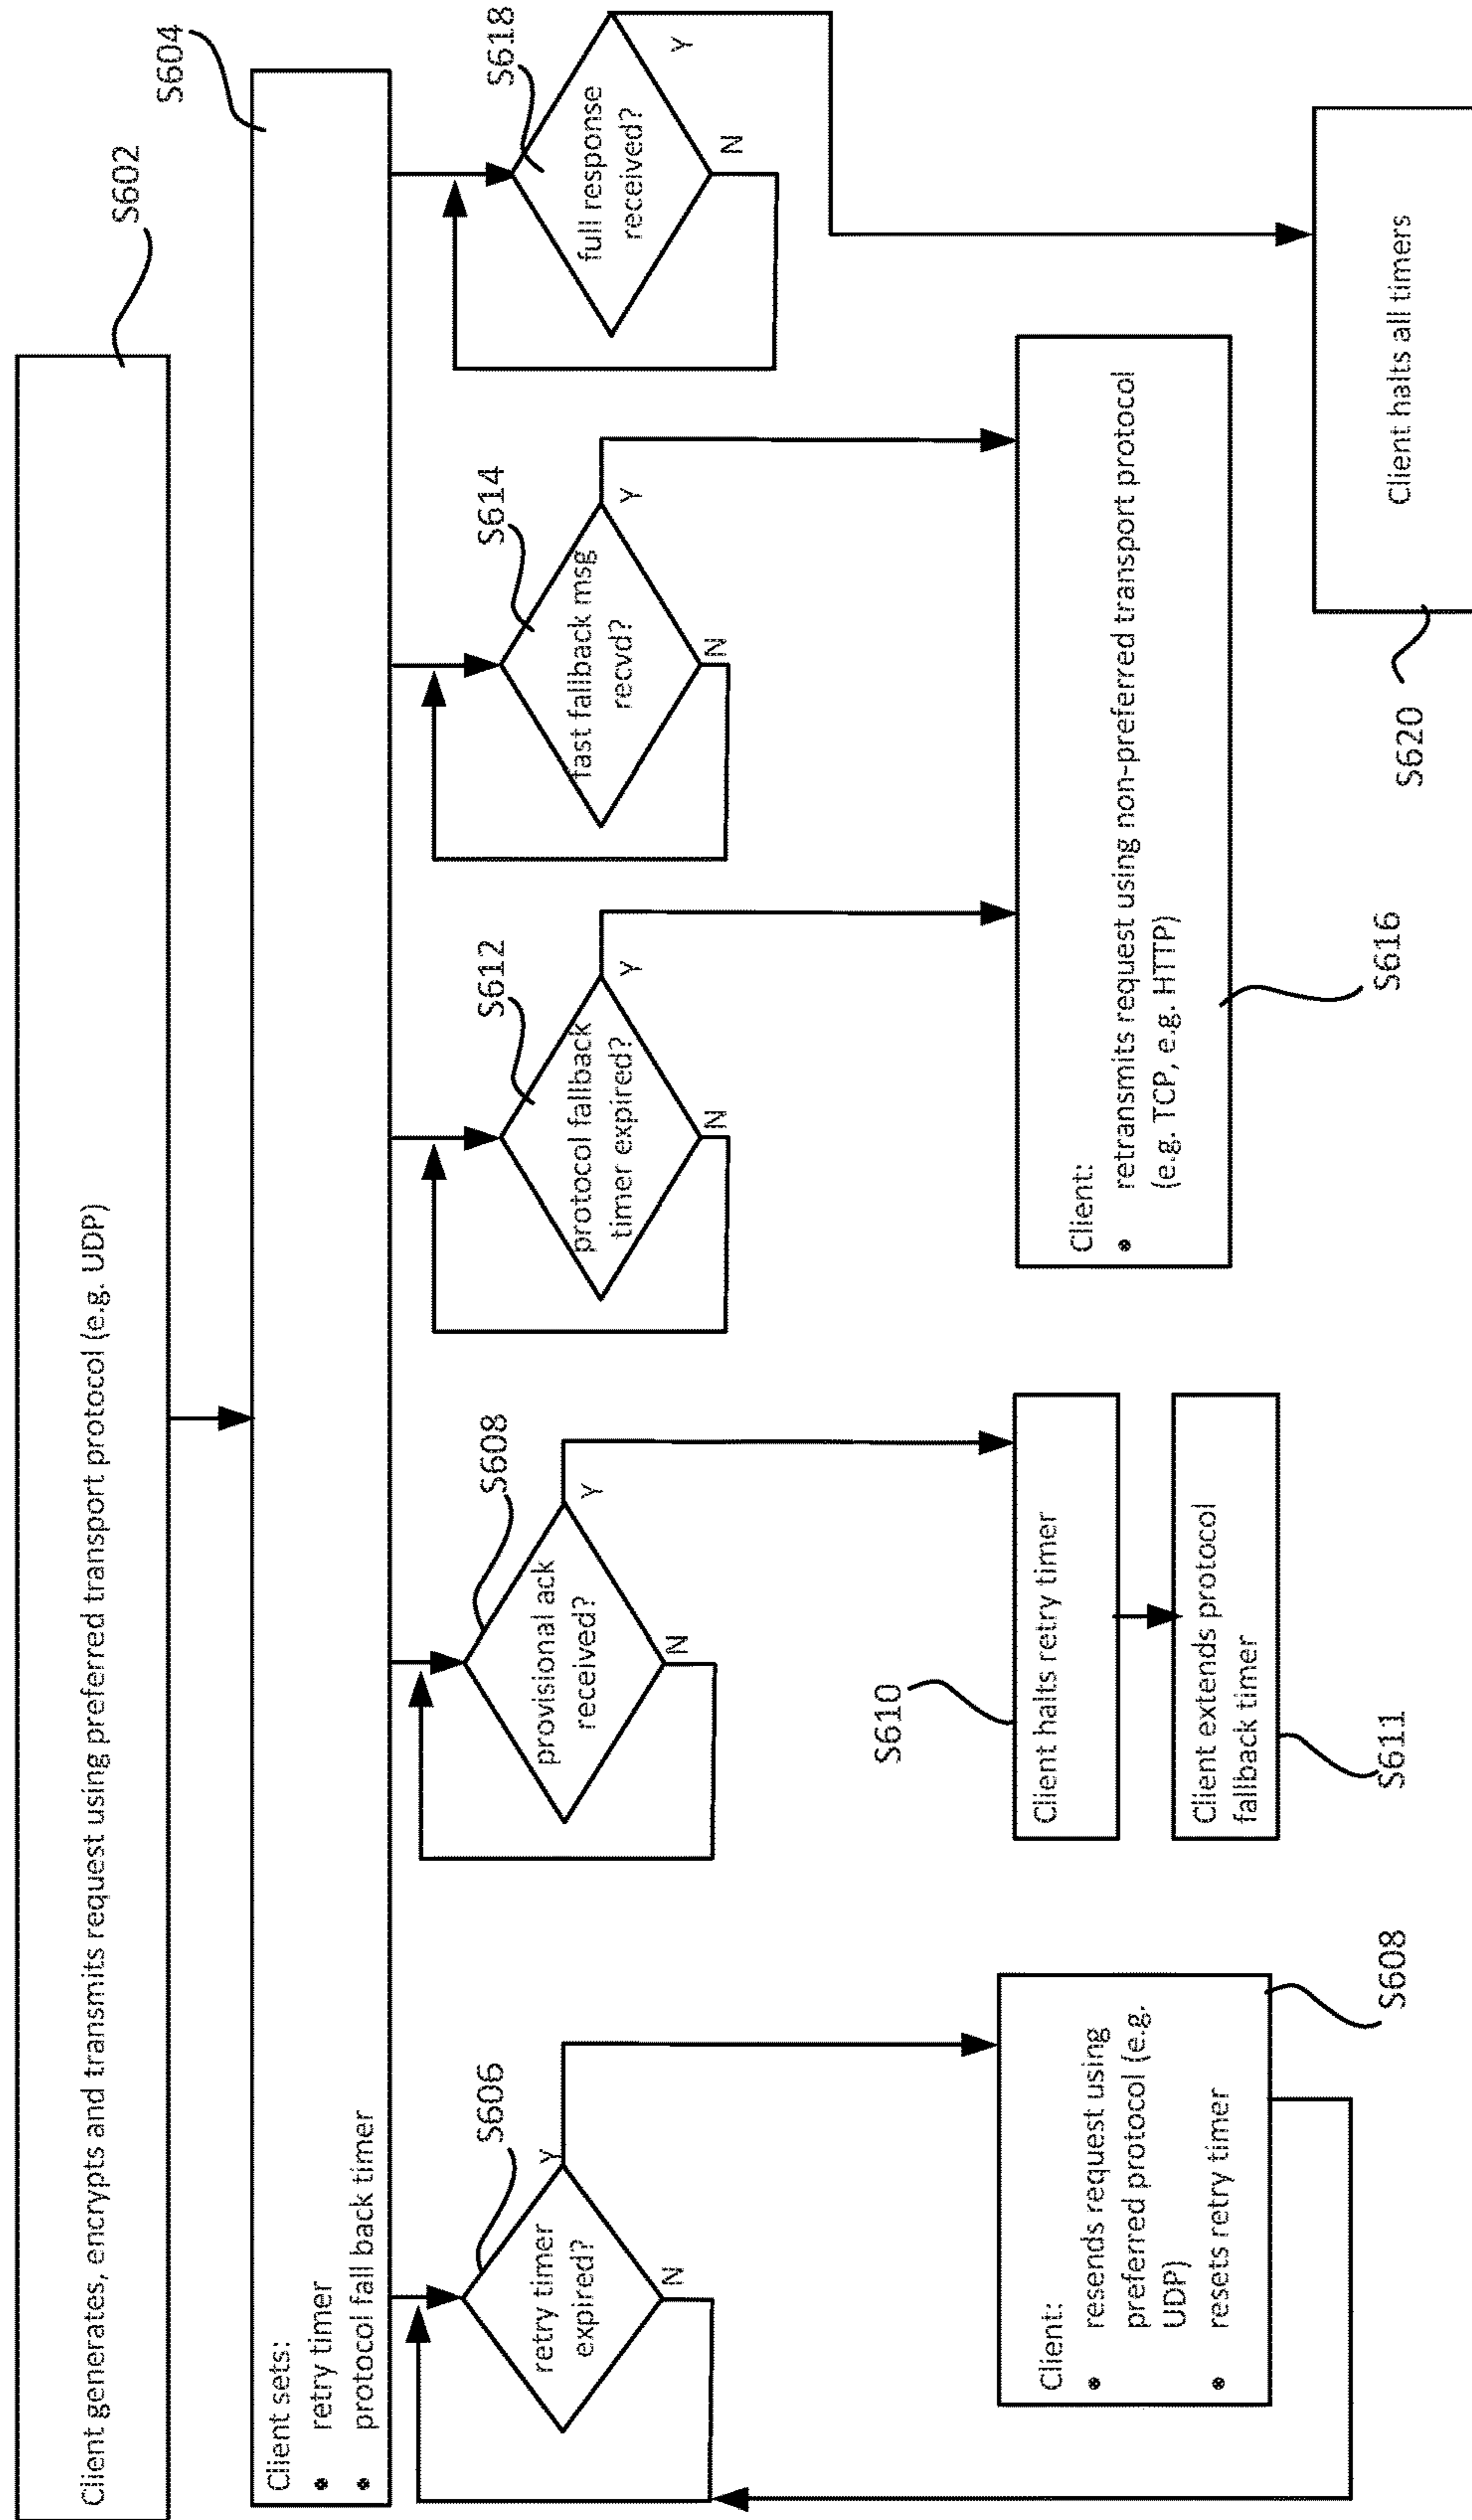 Client generates, encrypts and transmits request using preferred transport protocol (e.g. UDP)
S602
S604
Client sets:
• retry timer
• protocol fall back timer
retry timer
expired?
S606
Y
N
provisional ack
received?
S608
Y
N
protocol fallback
timer expired?
S612
Y
N
fast fallback msg
recvd?
S614
Y
N
full response
received?
S618
Y
N
Client:
• resends request using
preferred protocol (e.g.
UDP)
• resets retry timer
S608
Client halts retry timer
S610
Client extends protocol
fallback timer
S611
Client:
• retransmits request using non-preferred transport protocol
(e.g. TCP, e.g. HTTP)
S616
Client halts all timers
S620